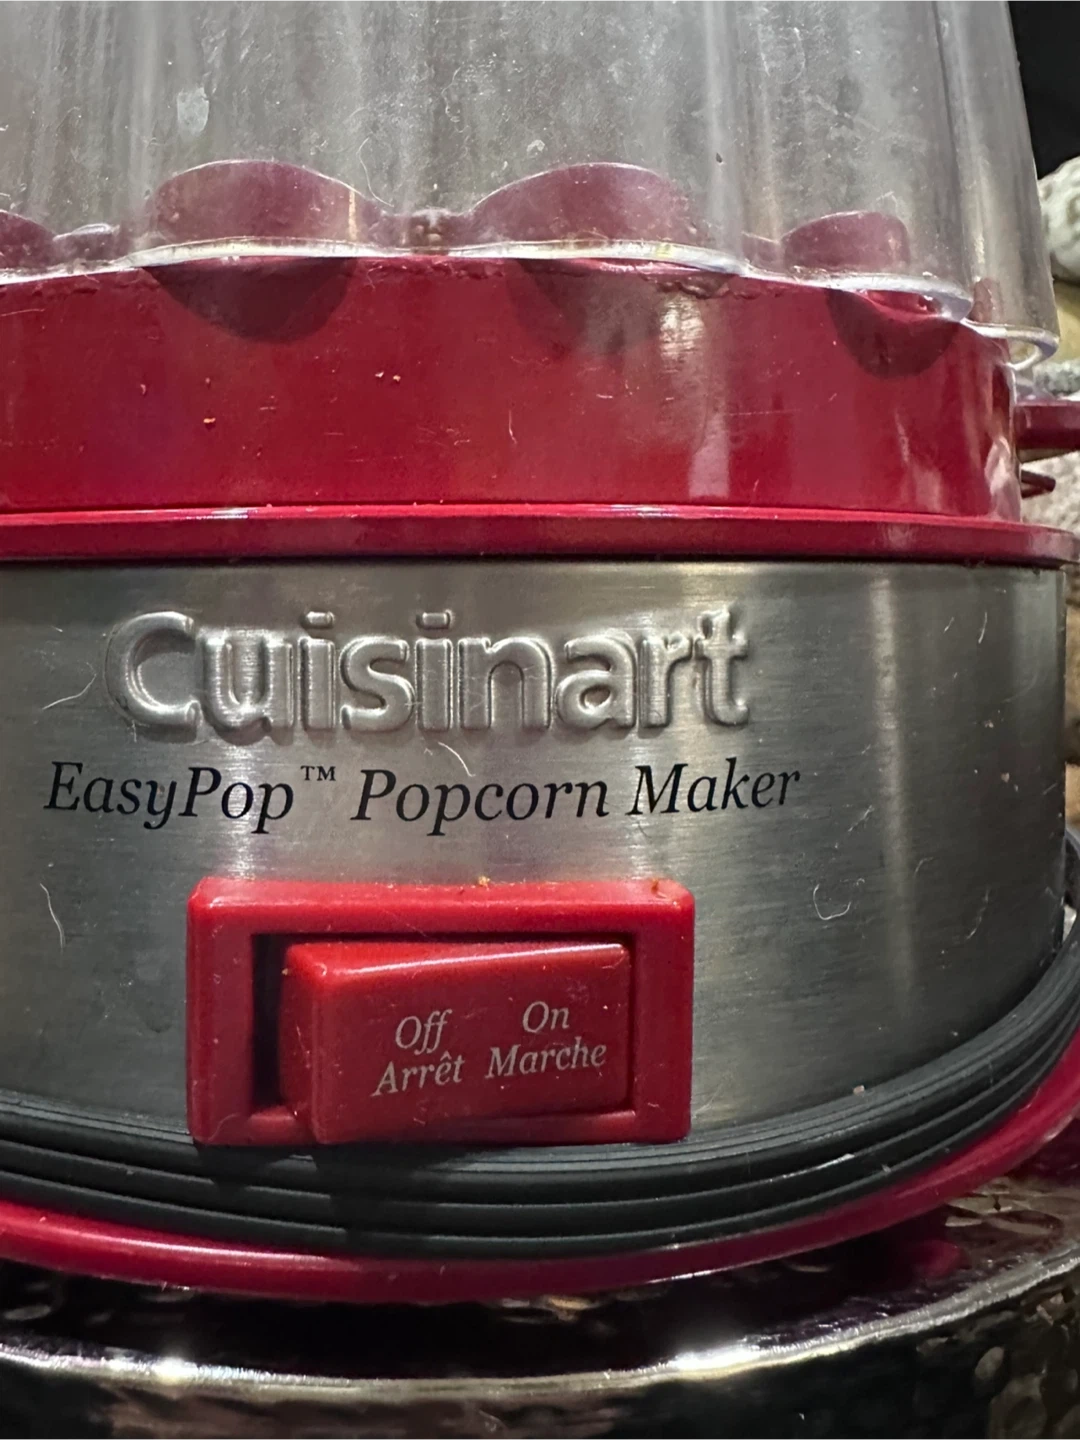 Cuisinart
EasyPop™ Popcorn Maker
Off On
Arrêt Marche